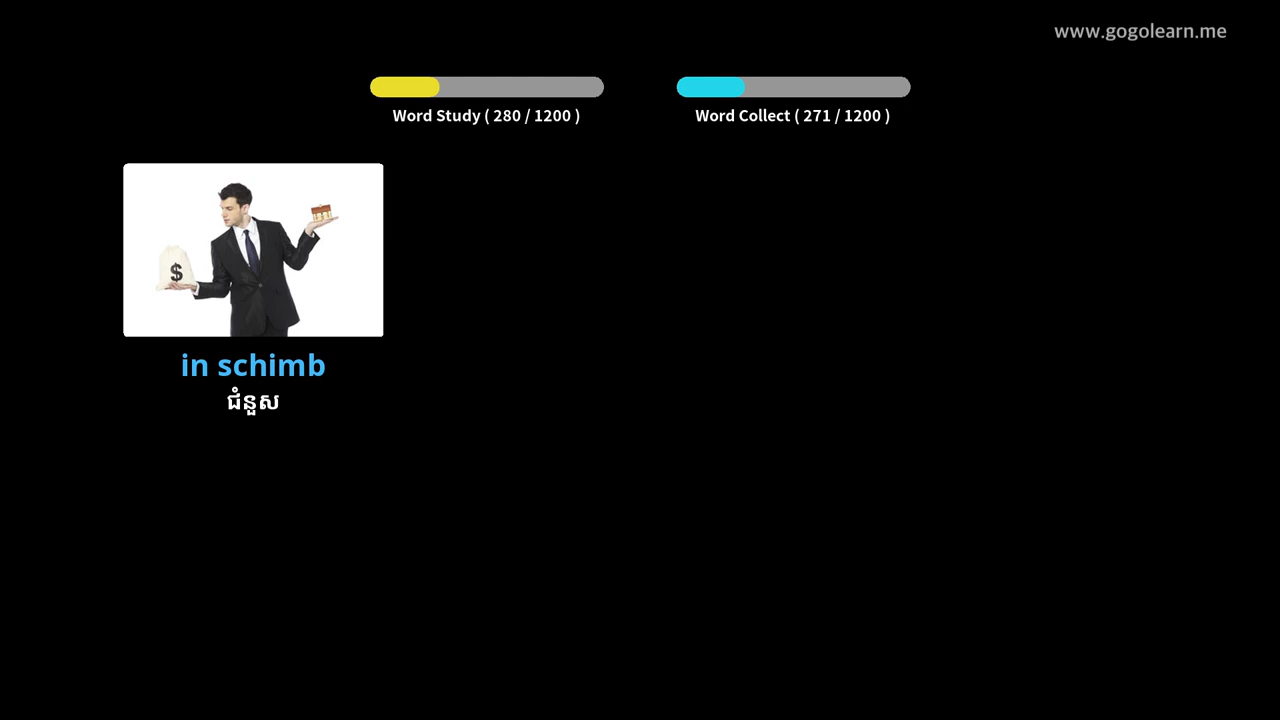 www.gogolearn.me
Word Study ( 280 / 1200 )
Word Collect ( 271 / 1200 )
$
in schimb
ជំនួស